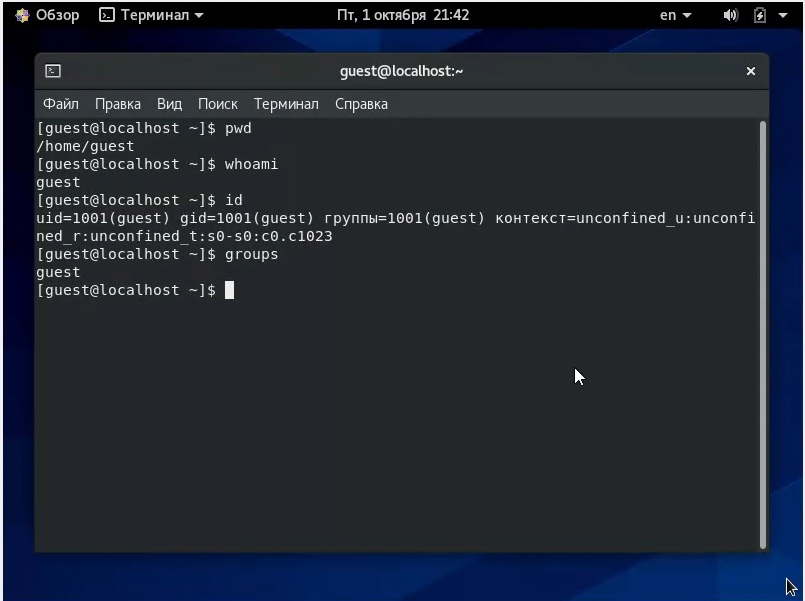 Обзор Терминал Пт, 1 октября 21:42 en
guest@localhost:~
Файл Правка Вид Поиск Терминал Справка
[guest@localhost ~]$ pwd
/home/guest
[guest@localhost ~]$ whoami
guest
[guest@localhost ~]$ id
uid=1001(guest) gid=1001(guest) группы=1001(guest) контекст=unconfined_u:unconfi
ned_r:unconfined_t:s0-s0:c0.c1023
[guest@localhost ~]$ groups
guest
[guest@localhost ~]$